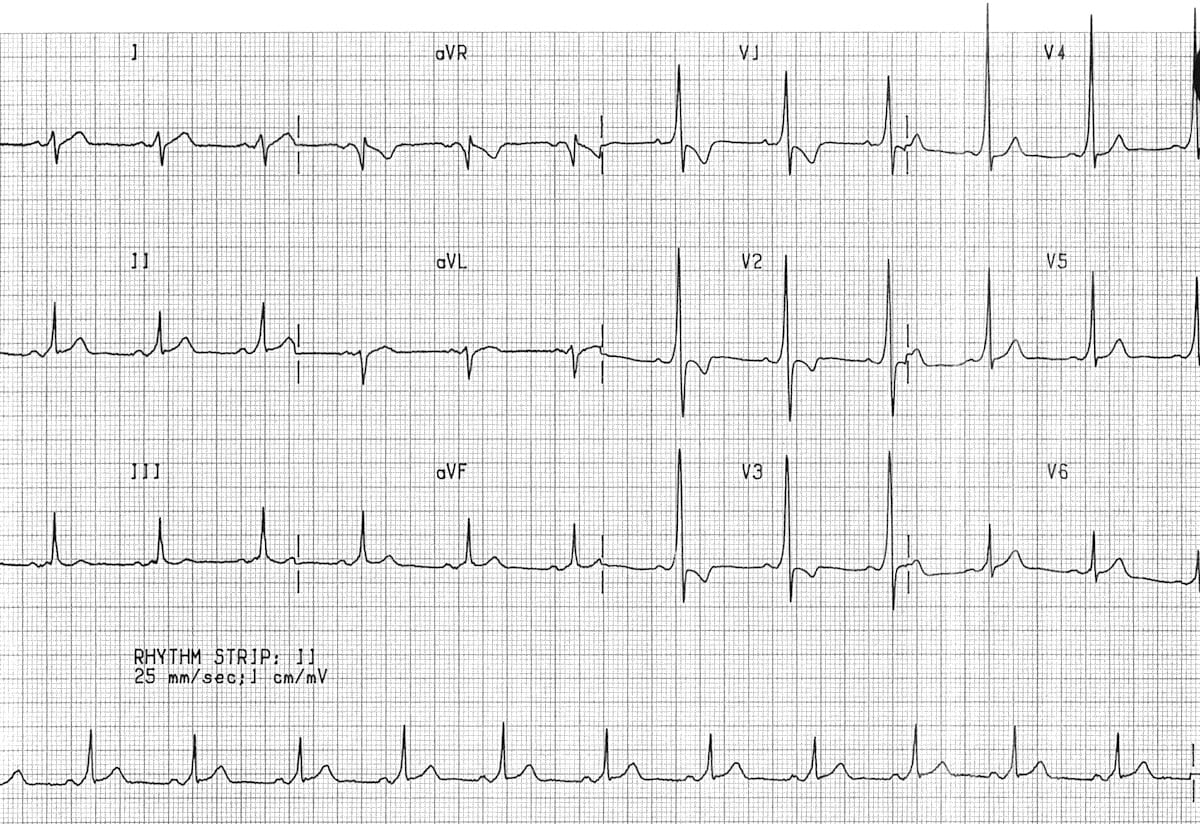 I aVR V1 V4
II aVL V2 V5
III aVF V3 V6
RHYTHM STRIP: II
25 mm/sec;1 cm/mV